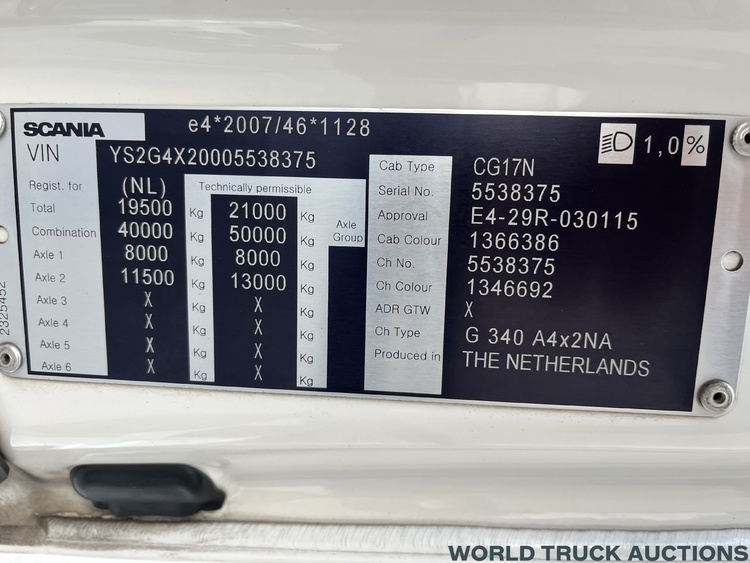 SCANIA e4*2007/46*1128 1,0%
VIN YS2G4X20005538375
Regist. for (NL) Technically permissible
Total 19500 Kg 21000 Kg Axle Group
Combination 40000 Kg 50000 Kg
Axle 1 8000 Kg 8000 Kg
Axle 2 11500 Kg 13000 Kg
Axle 3 X Kg X Kg
Axle 4 X Kg X Kg
Axle 5 X Kg X Kg
Axle 6 X Kg X Kg
Cab Type CG17N
Serial No. 5538375
Approval E4-29R-030115
Cab Colour 1366386
Ch No. 5538375
Ch Colour 1346692
ADR GTW X
Ch Type G 340 A4x2NA
Produced in THE NETHERLANDS
2325452
WORLD TRUCK AUCTIONS